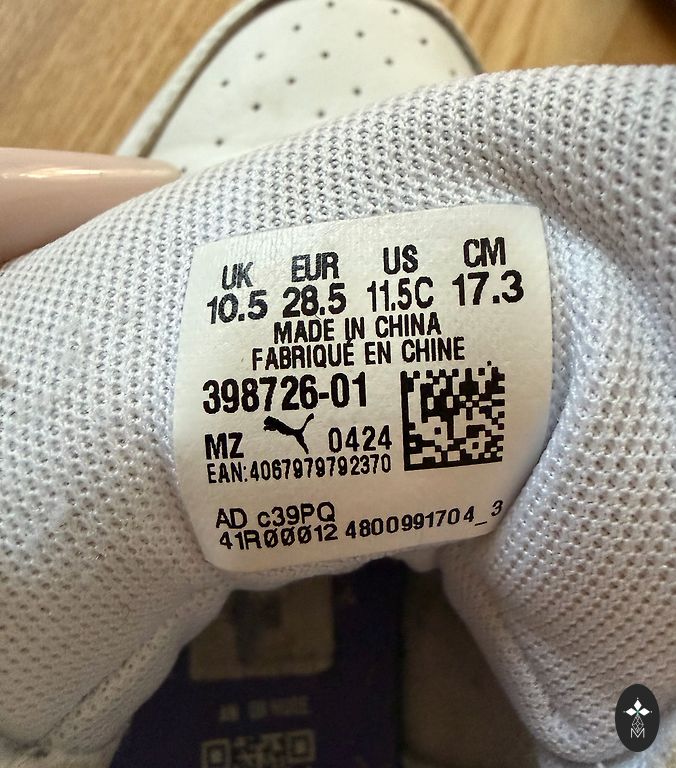 UK EUR US CM
10.5 28.5 11.5C 17.3
MADE IN CHINA
FABRIQUÉ EN CHINE
398726-01
MZ 0424
EAN:4067979792370
AD c39PQ
41RØØØ12 4800991704_3
M